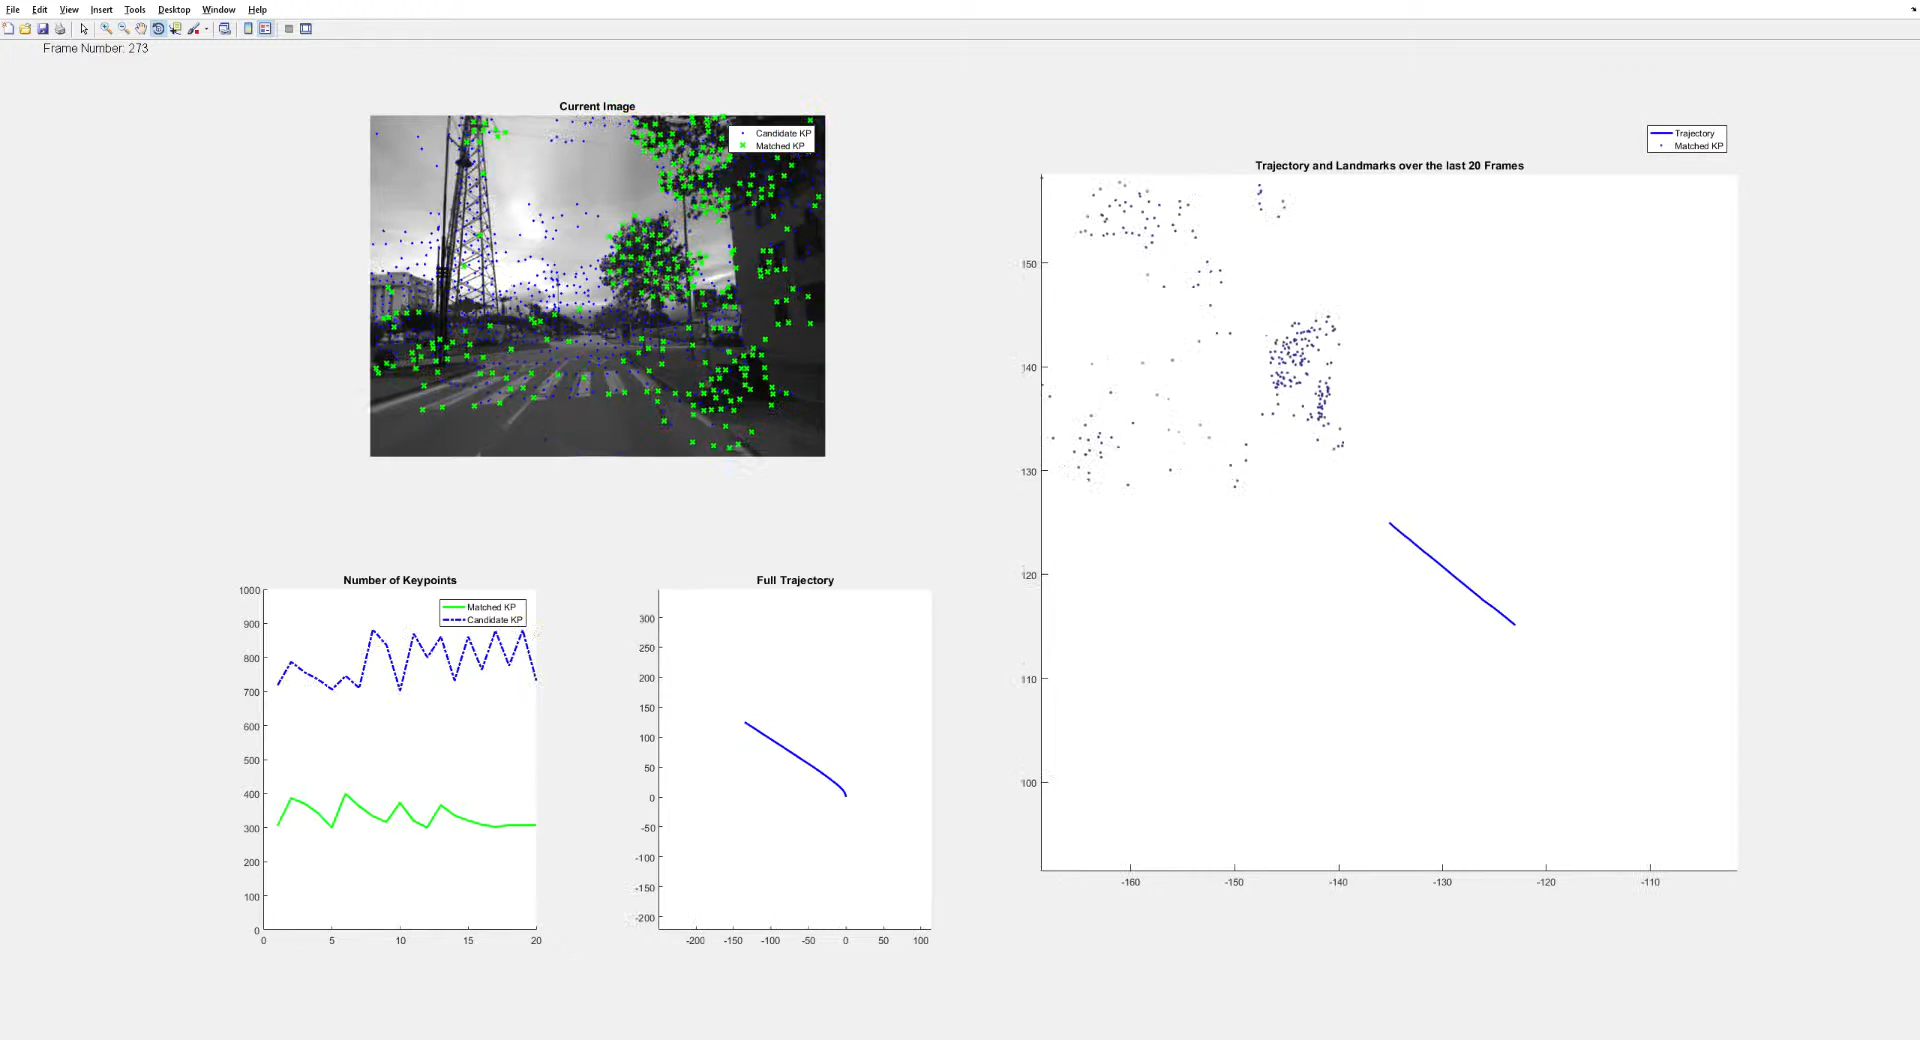 File Edit View Insert Tools Desktop Window Help
Frame Number: 273
Current Image
Candidate KP
Matched KP
Trajectory
Matched KP
Trajectory and Landmarks over the last 20 Frames
150
140
130
120
110
100
-160 -150 -140 -130 -120 -110
Number of Keypoints
Matched KP
Candidate KP
1000
900
800
700
600
500
400
300
200
100
0
0 5 10 15 20
Full Trajectory
300
250
200
150
100
50
0
-50
-100
-150
-200
-200 -150 -100 -50 0 50 100